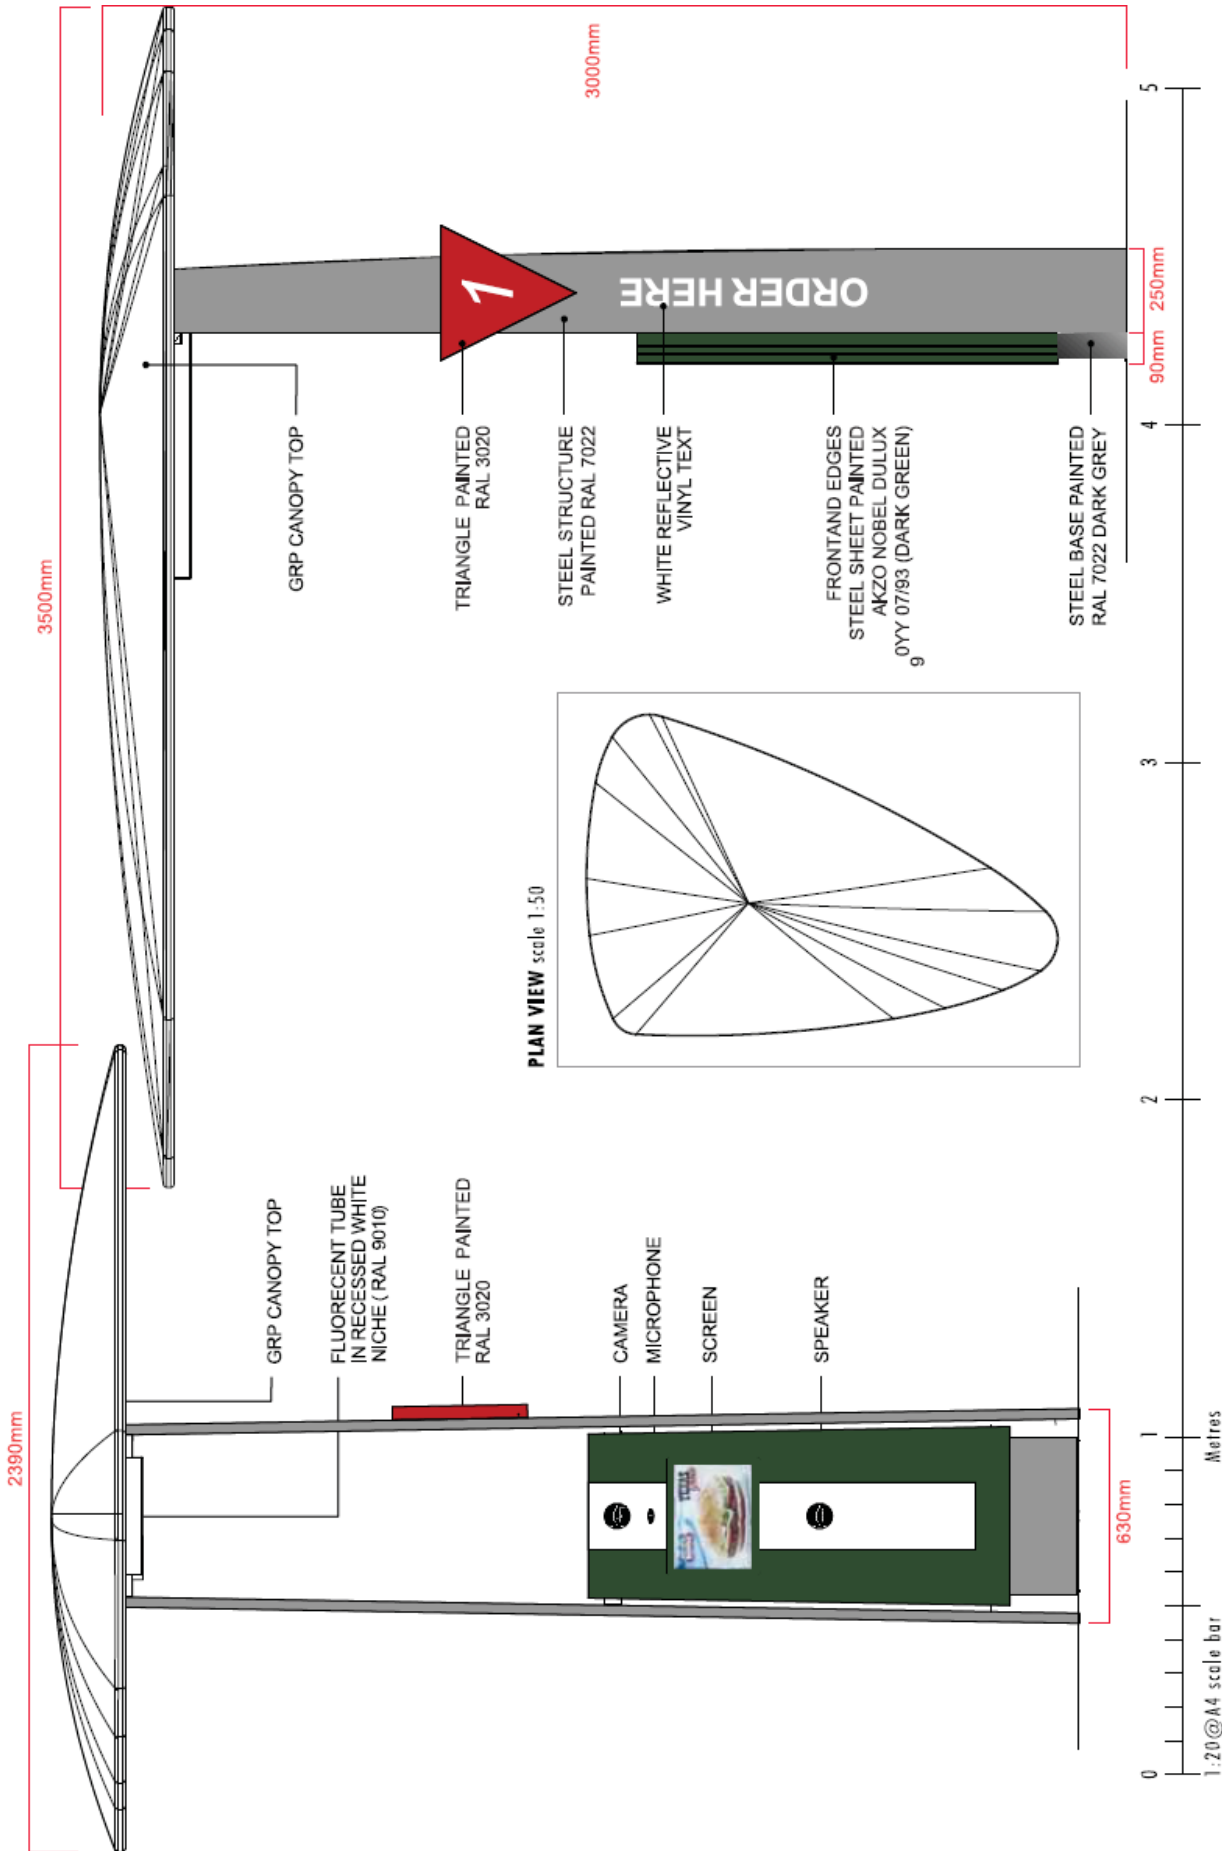 2390mm
GRP CANOPY TOP
FLUORECENT TUBE
IN RECESSED WHITE
NICHE ( RAL 9010)
TRIANGLE PAINTED
RAL 3020
CAMERA
MICROPHONE
SCREEN
SPEAKER
630mm
3500mm
3000mm
GRP CANOPY TOP
TRIANGLE PAINTED
RAL 3020
1
STEEL STRUCTURE
PAINTED RAL 7022
WHITE REFLECTIVE
VINYL TEXT
ORDER HERE
FRONTAND EDGES
STEEL SHEET PAINTED
AKZO NOBEL DULUX
0YY 07/93 (DARK GREEN)
9
STEEL BASE PAINTED
RAL 7022 DARK GREY
90mm
250mm
PLAN VIEW scale 1:50
0 1 2 3 4 5
1:20@A4 scale bar
Metres